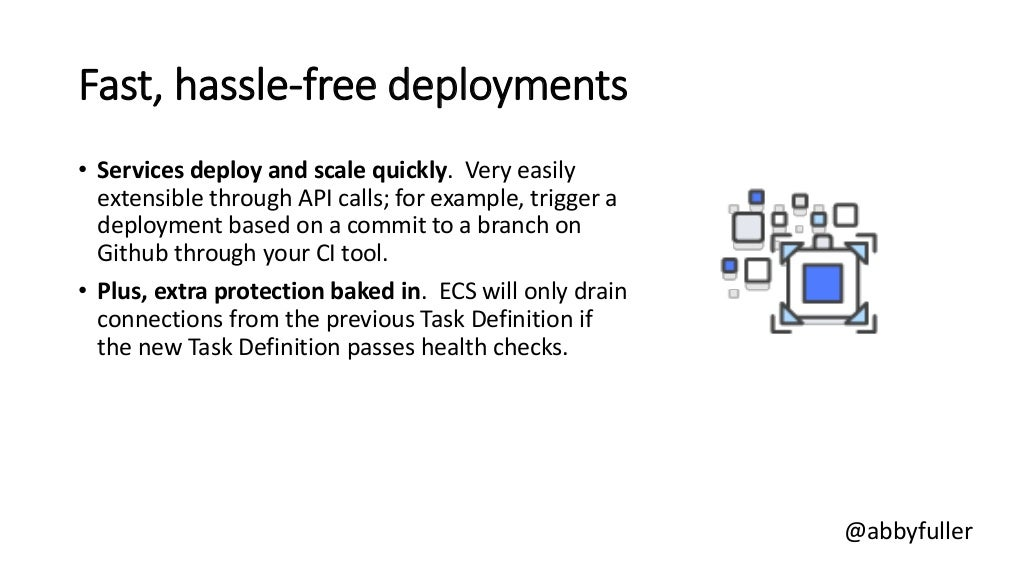 Fast, hassle-free deployments
• Services deploy and scale quickly.  Very easily
extensible through API calls; for example, trigger a
deployment based on a commit to a branch on
Github through your CI tool.
• Plus, extra protection baked in.  ECS will only drain
connections from the previous Task Definition if
the new Task Definition passes health checks.
@abbyfuller